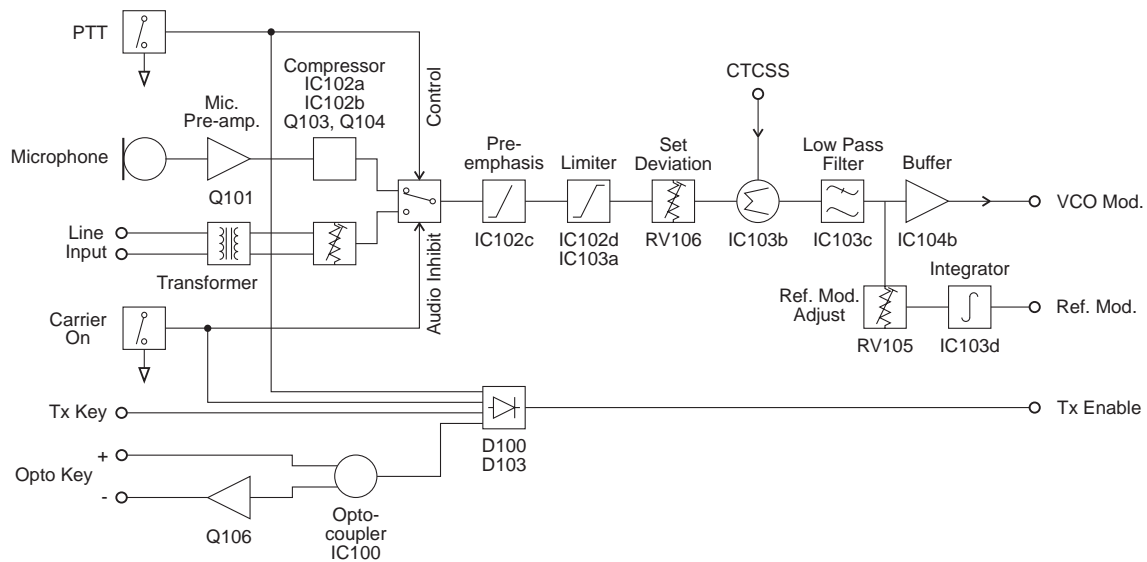 PTT
Compressor
IC102a
IC102b
Q103, Q104
Mic.
Pre-amp.
Microphone
Q101
Control
CTCSS
Pre-
emphasis
IC102c
Limiter
IC102d
IC103a
Set
Deviation
RV106
IC103b
Low Pass
Filter
IC103c
Buffer
IC104b
VCO Mod.
Line
Input
Transformer
Audio Inhibit
Integrator
Ref. Mod.
Adjust
RV105
IC103d
Ref. Mod.
Carrier
On
Tx Key
D100
D103
Tx Enable
Opto Key
+
-
Q106
Opto-
coupler
IC100